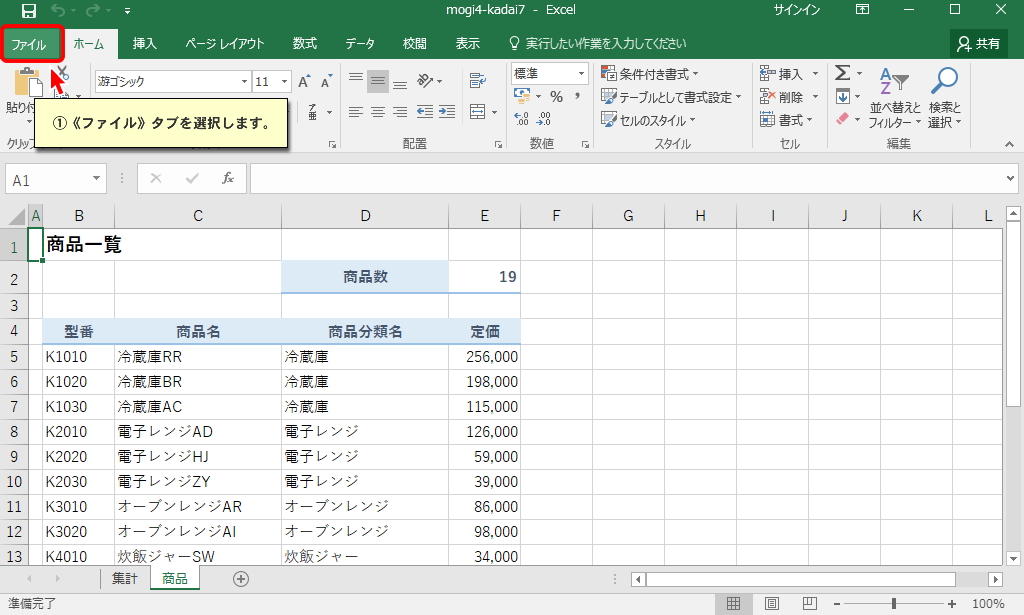 mogi4-kadai7 - Excel
サインイン
ファイル ホーム 挿入 ページ レイアウト 数式 データ 校閲 表示 実行したい作業を入力してください 共有
游ゴシック 11 標準 条件付き書式 挿入
% , テーブルとして書式設定 削除 並べ替えと 検索と
貼り付 セルのスタイル 書式 フィルター 選択
①《ファイル》タブを選択します。
クリップ 配置 数値 スタイル セル 編集
A1 fx
A B C D E F G H I J K L
1 商品一覧
2 商品数 19
3
4 型番 商品名 商品分類名 定価
5 K1010 冷蔵庫RR 冷蔵庫 256,000
6 K1020 冷蔵庫BR 冷蔵庫 198,000
7 K1030 冷蔵庫AC 冷蔵庫 115,000
8 K2010 電子レンジAD 電子レンジ 126,000
9 K2020 電子レンジHJ 電子レンジ 59,000
10 K2030 電子レンジZY 電子レンジ 39,000
11 K3010 オーブンレンジAR オーブンレンジ 86,000
12 K3020 オーブンレンジAI オーブンレンジ 98,000
13 K4010 炊飯ジャーSW 炊飯ジャー 34,000
集計 商品
準備完了 100%